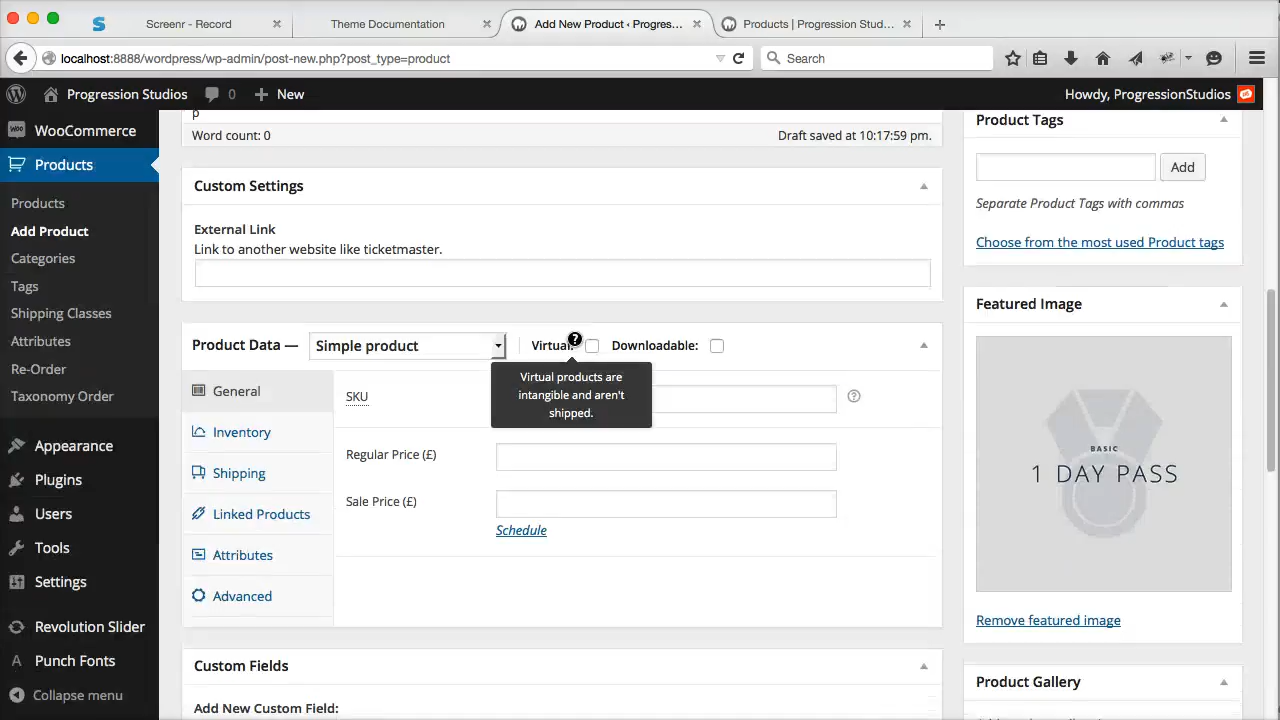 Screenr - Record
Theme Documentation
Add New Product ‹ Progres...
Products | Progression Stud...
localhost:8888/wordpress/wp-admin/post-new.php?post_type=product
Search
Progression Studios
0
New
Howdy, ProgressionStudios
WooCommerce
Products
Products
Add Product
Categories
Tags
Shipping Classes
Attributes
Re-Order
Taxonomy Order
Appearance
Plugins
Users
Tools
Settings
Revolution Slider
Punch Fonts
Collapse menu
p
Word count: 0
Draft saved at 10:17:59 pm.
Custom Settings
External Link
Link to another website like ticketmaster.
Product Data —
Simple product
Virtual:
Downloadable:
Virtual products are
intangible and aren't
shipped.
General
Inventory
Shipping
Linked Products
Attributes
Advanced
SKU
Regular Price (£)
Sale Price (£)
Schedule
Custom Fields
Add New Custom Field:
Product Tags
Add
Separate Product Tags with commas
Choose from the most used Product tags
Featured Image
BASIC
1 DAY PASS
Remove featured image
Product Gallery